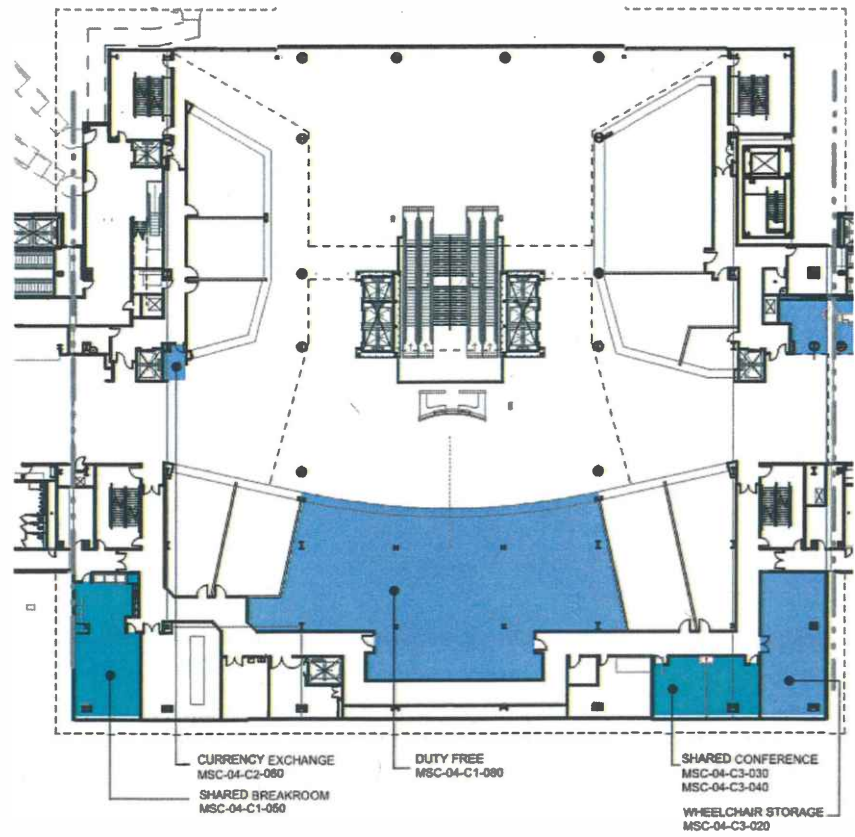 CURRENCY EXCHANGE
MSC-04-C2-060
SHARED BREAKROOM
MSC-04-C1-050
DUTY FREE
MSC-04-C1-080
SHARED CONFERENCE
MSC-04-C3-030
MSC-04-C3-040
WHEELCHAIR STORAGE
MSC-04-C3-020